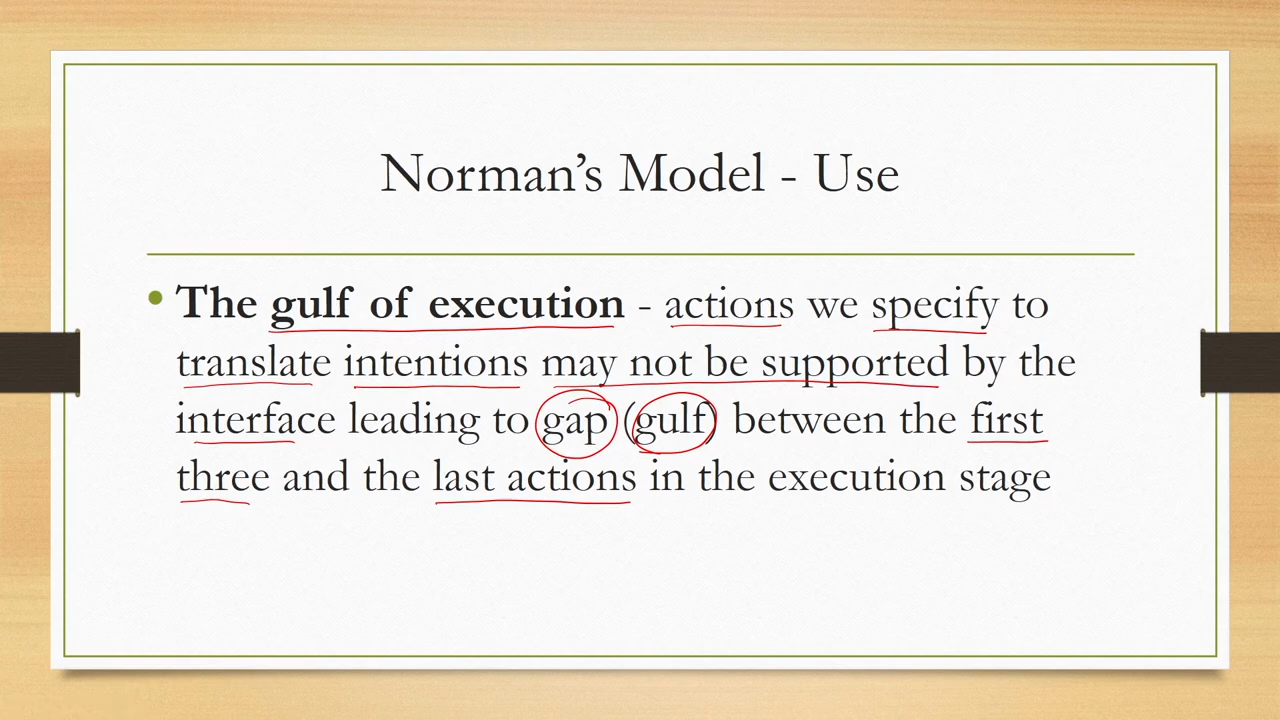 Norman’s Model - Use
• The gulf of execution - actions we specify to
translate intentions may not be supported by the
interface leading to gap (gulf) between the first
three and the last actions in the execution stage